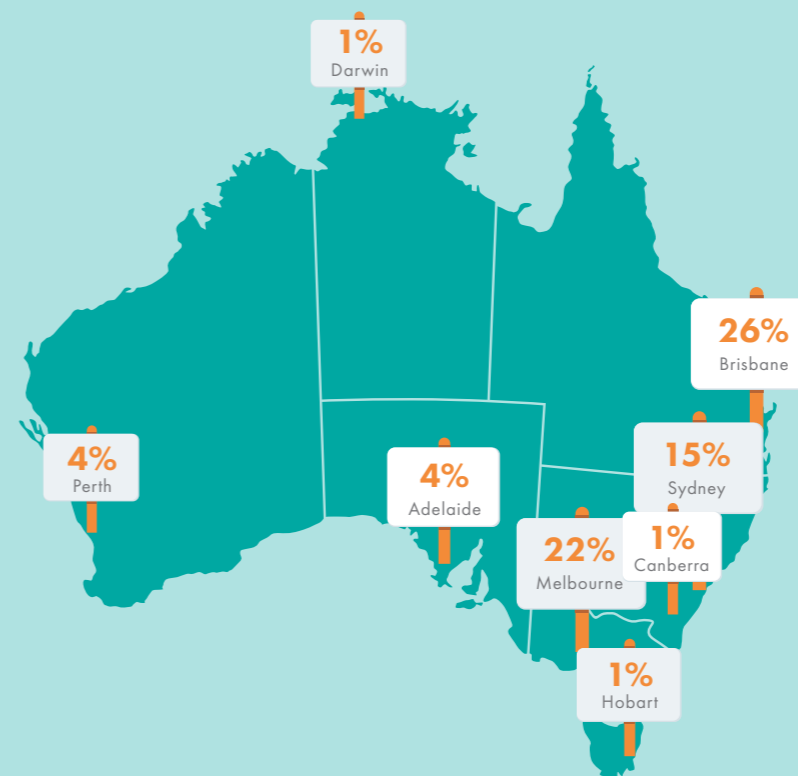 1%
Darwin
26%
Brisbane
4%
Perth
4%
Adelaide
15%
Sydney
22%
Melbourne
1%
Canberra
1%
Hobart